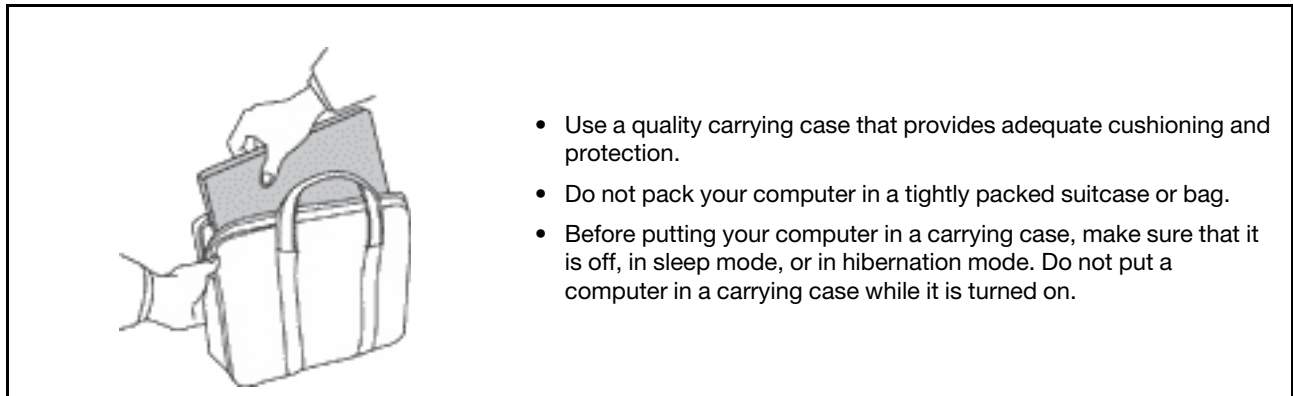 • Use a quality carrying case that provides adequate cushioning and
protection.
• Do not pack your computer in a tightly packed suitcase or bag.
• Before putting your computer in a carrying case, make sure that it
is off, in sleep mode, or in hibernation mode. Do not put a
computer in a carrying case while it is turned on.